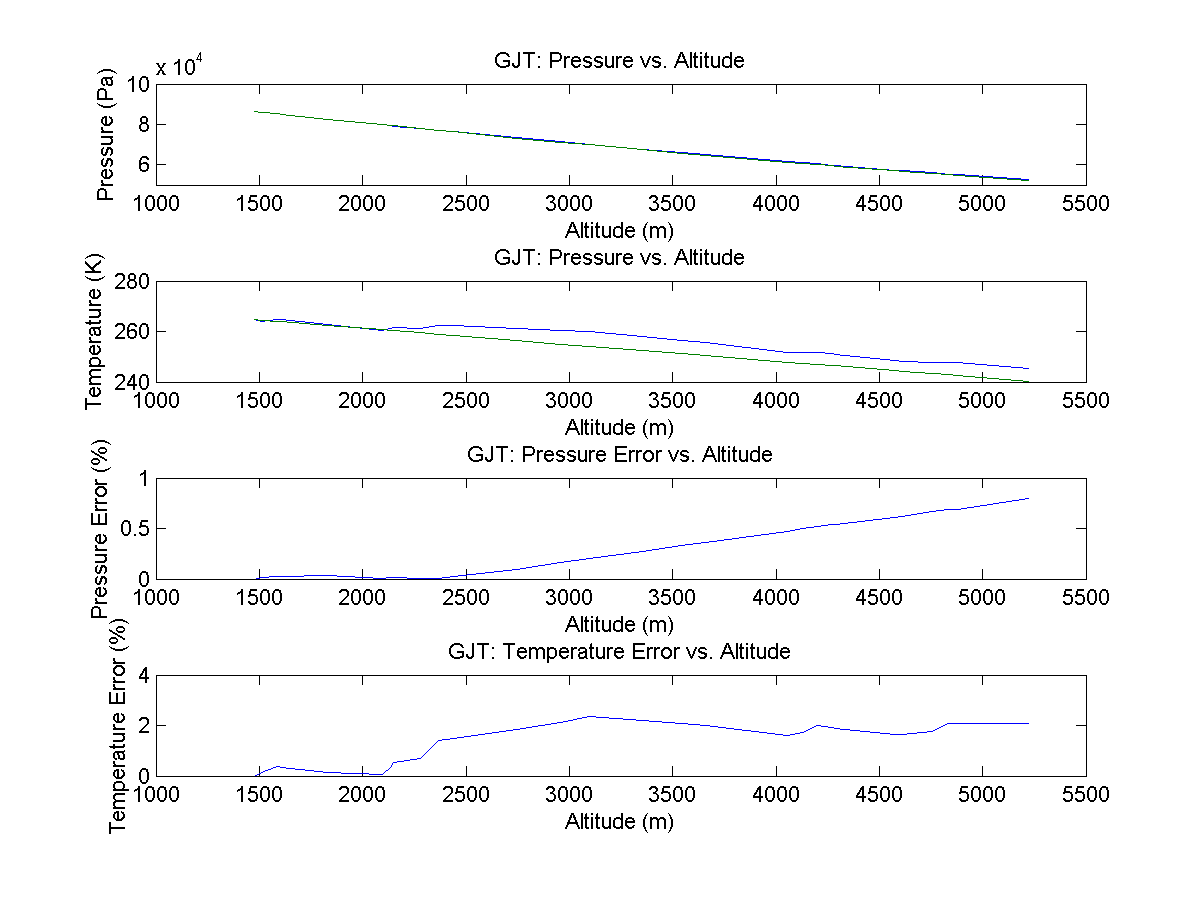 GJT: Pressure vs. Altitude
x 10^4
Pressure (Pa)
10
8
6
1000 1500 2000 2500 3000 3500 4000 4500 5000 5500
Altitude (m)
GJT: Pressure vs. Altitude
Temperature (K)
280
260
240
1000 1500 2000 2500 3000 3500 4000 4500 5000 5500
Altitude (m)
GJT: Pressure Error vs. Altitude
Pressure Error (%)
1
0.5
0
1000 1500 2000 2500 3000 3500 4000 4500 5000 5500
Altitude (m)
GJT: Temperature Error vs. Altitude
Temperature Error (%)
4
2
0
1000 1500 2000 2500 3000 3500 4000 4500 5000 5500
Altitude (m)